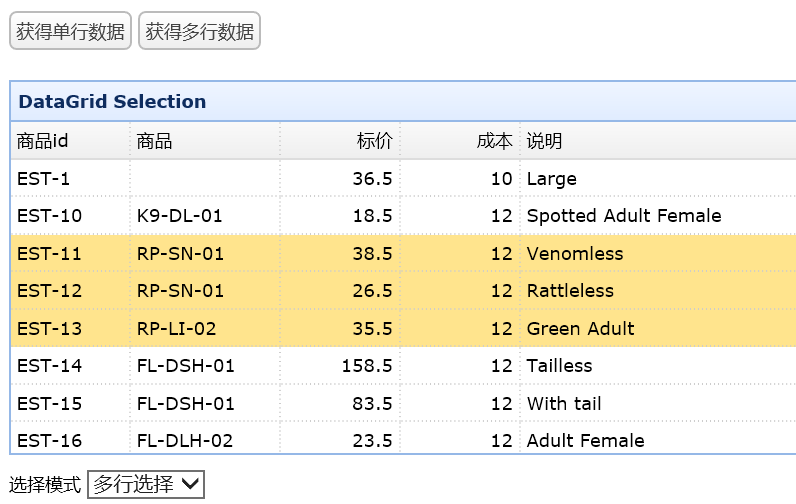 获得单行数据 获得多行数据
DataGrid Selection
商品id 商品 标价 成本 说明
EST-1 36.5 10 Large
EST-10 K9-DL-01 18.5 12 Spotted Adult Female
EST-11 RP-SN-01 38.5 12 Venomless
EST-12 RP-SN-01 26.5 12 Rattleless
EST-13 RP-LI-02 35.5 12 Green Adult
EST-14 FL-DSH-01 158.5 12 Tailless
EST-15 FL-DSH-01 83.5 12 With tail
EST-16 FL-DLH-02 23.5 12 Adult Female
选择模式 多行选择